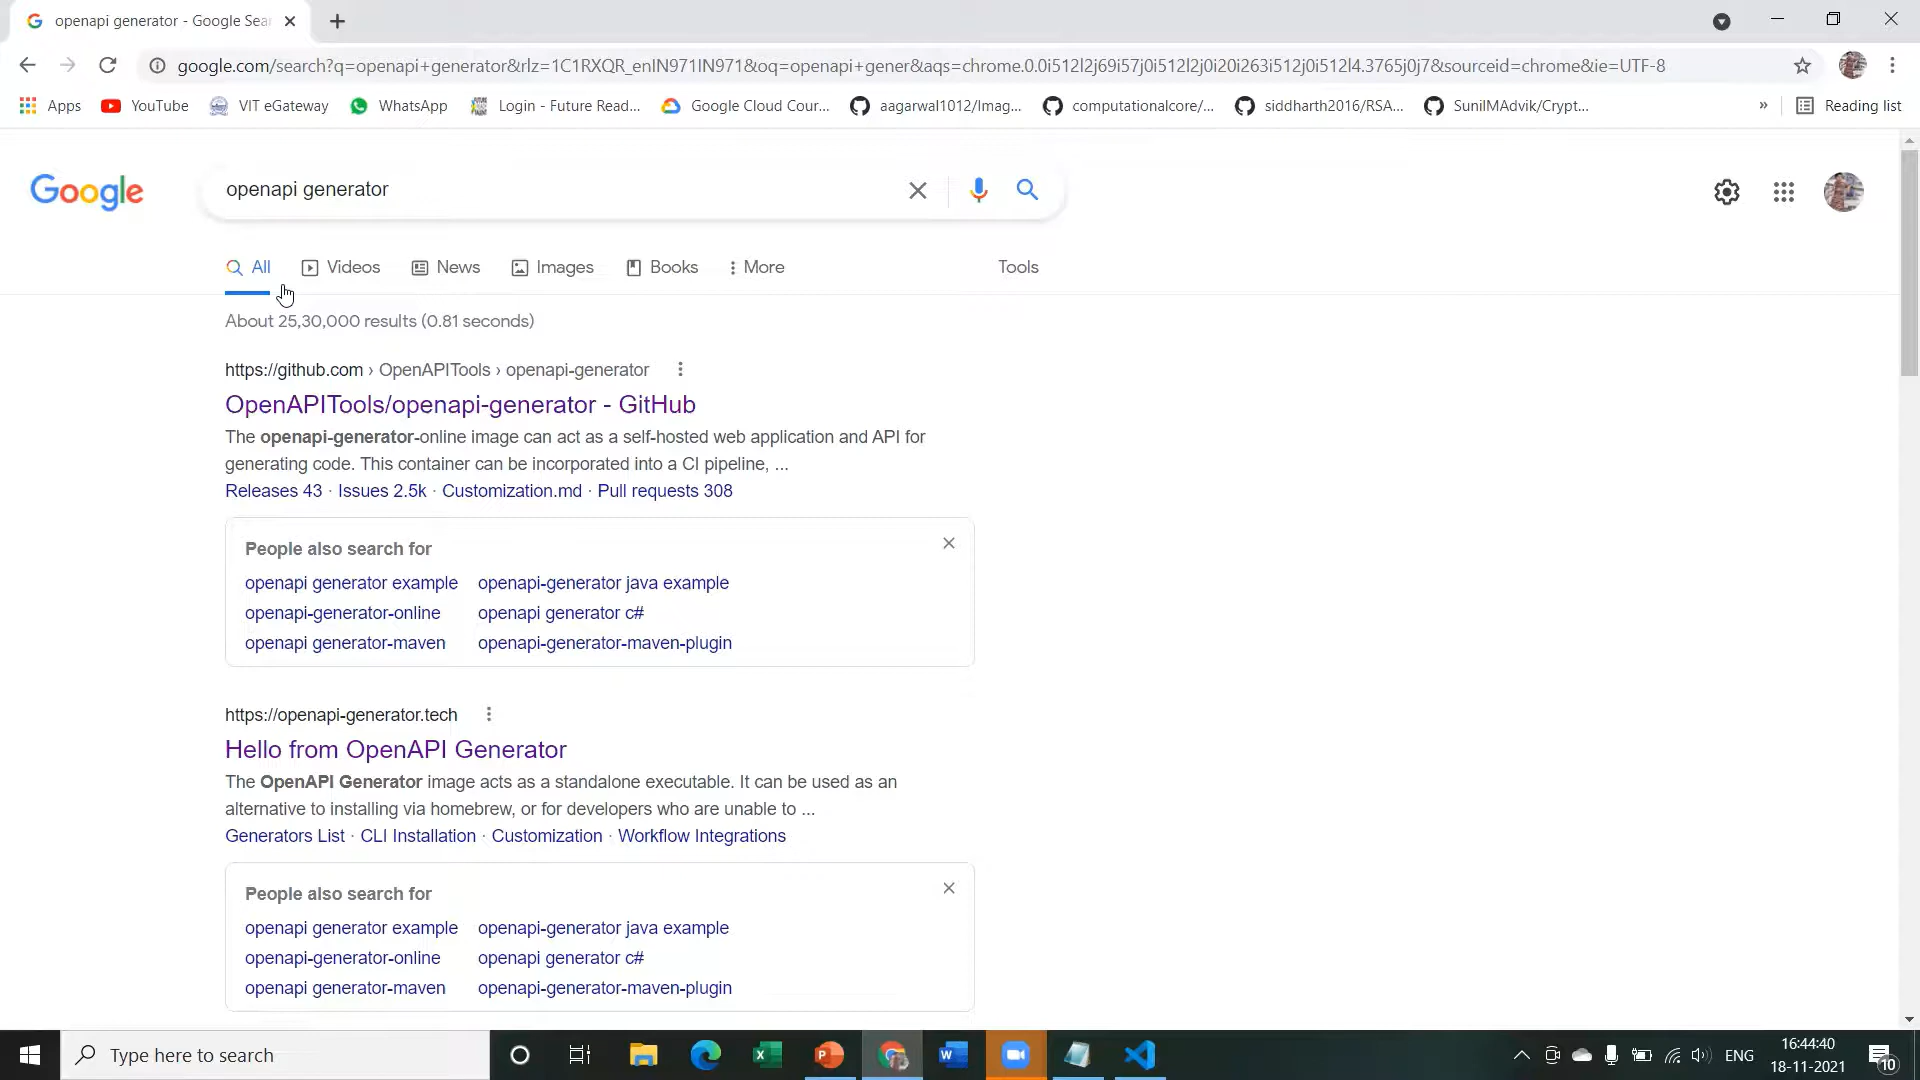 openapi generator - Google Sea
google.com/search?q=openapi+generator&rlz=1C1RXQR_enIN971IN971&oq=openapi+gener&aqs=chrome.0.0i512l2j69i57j0i512l2j0i20i263i512j0i512l4.3765j0j7&sourceid=chrome&ie=UTF-8
Apps YouTube VIT eGateway WhatsApp Login - Future Read... Google Cloud Cour... aagarwal1012/Imag... computationalcore/... siddharth2016/RSA... SunilMAdvik/Crypt... » Reading list
Google openapi generator
All Videos News Images Books More Tools
About 25,30,000 results (0.81 seconds)
https://github.com › OpenAPITools › openapi-generator
OpenAPITools/openapi-generator - GitHub
The openapi-generator-online image can act as a self-hosted web application and API for
generating code. This container can be incorporated into a CI pipeline, ...
Releases 43 · Issues 2.5k · Customization.md · Pull requests 308
People also search for
openapi generator example openapi-generator java example
openapi-generator-online openapi generator c#
openapi generator-maven openapi-generator-maven-plugin
https://openapi-generator.tech
Hello from OpenAPI Generator
The OpenAPI Generator image acts as a standalone executable. It can be used as an
alternative to installing via homebrew, or for developers who are unable to ...
Generators List · CLI Installation · Customization · Workflow Integrations
People also search for
openapi generator example openapi-generator java example
openapi-generator-online openapi generator c#
openapi generator-maven openapi-generator-maven-plugin
Type here to search
ENG
16:44:40
18-11-2021
10